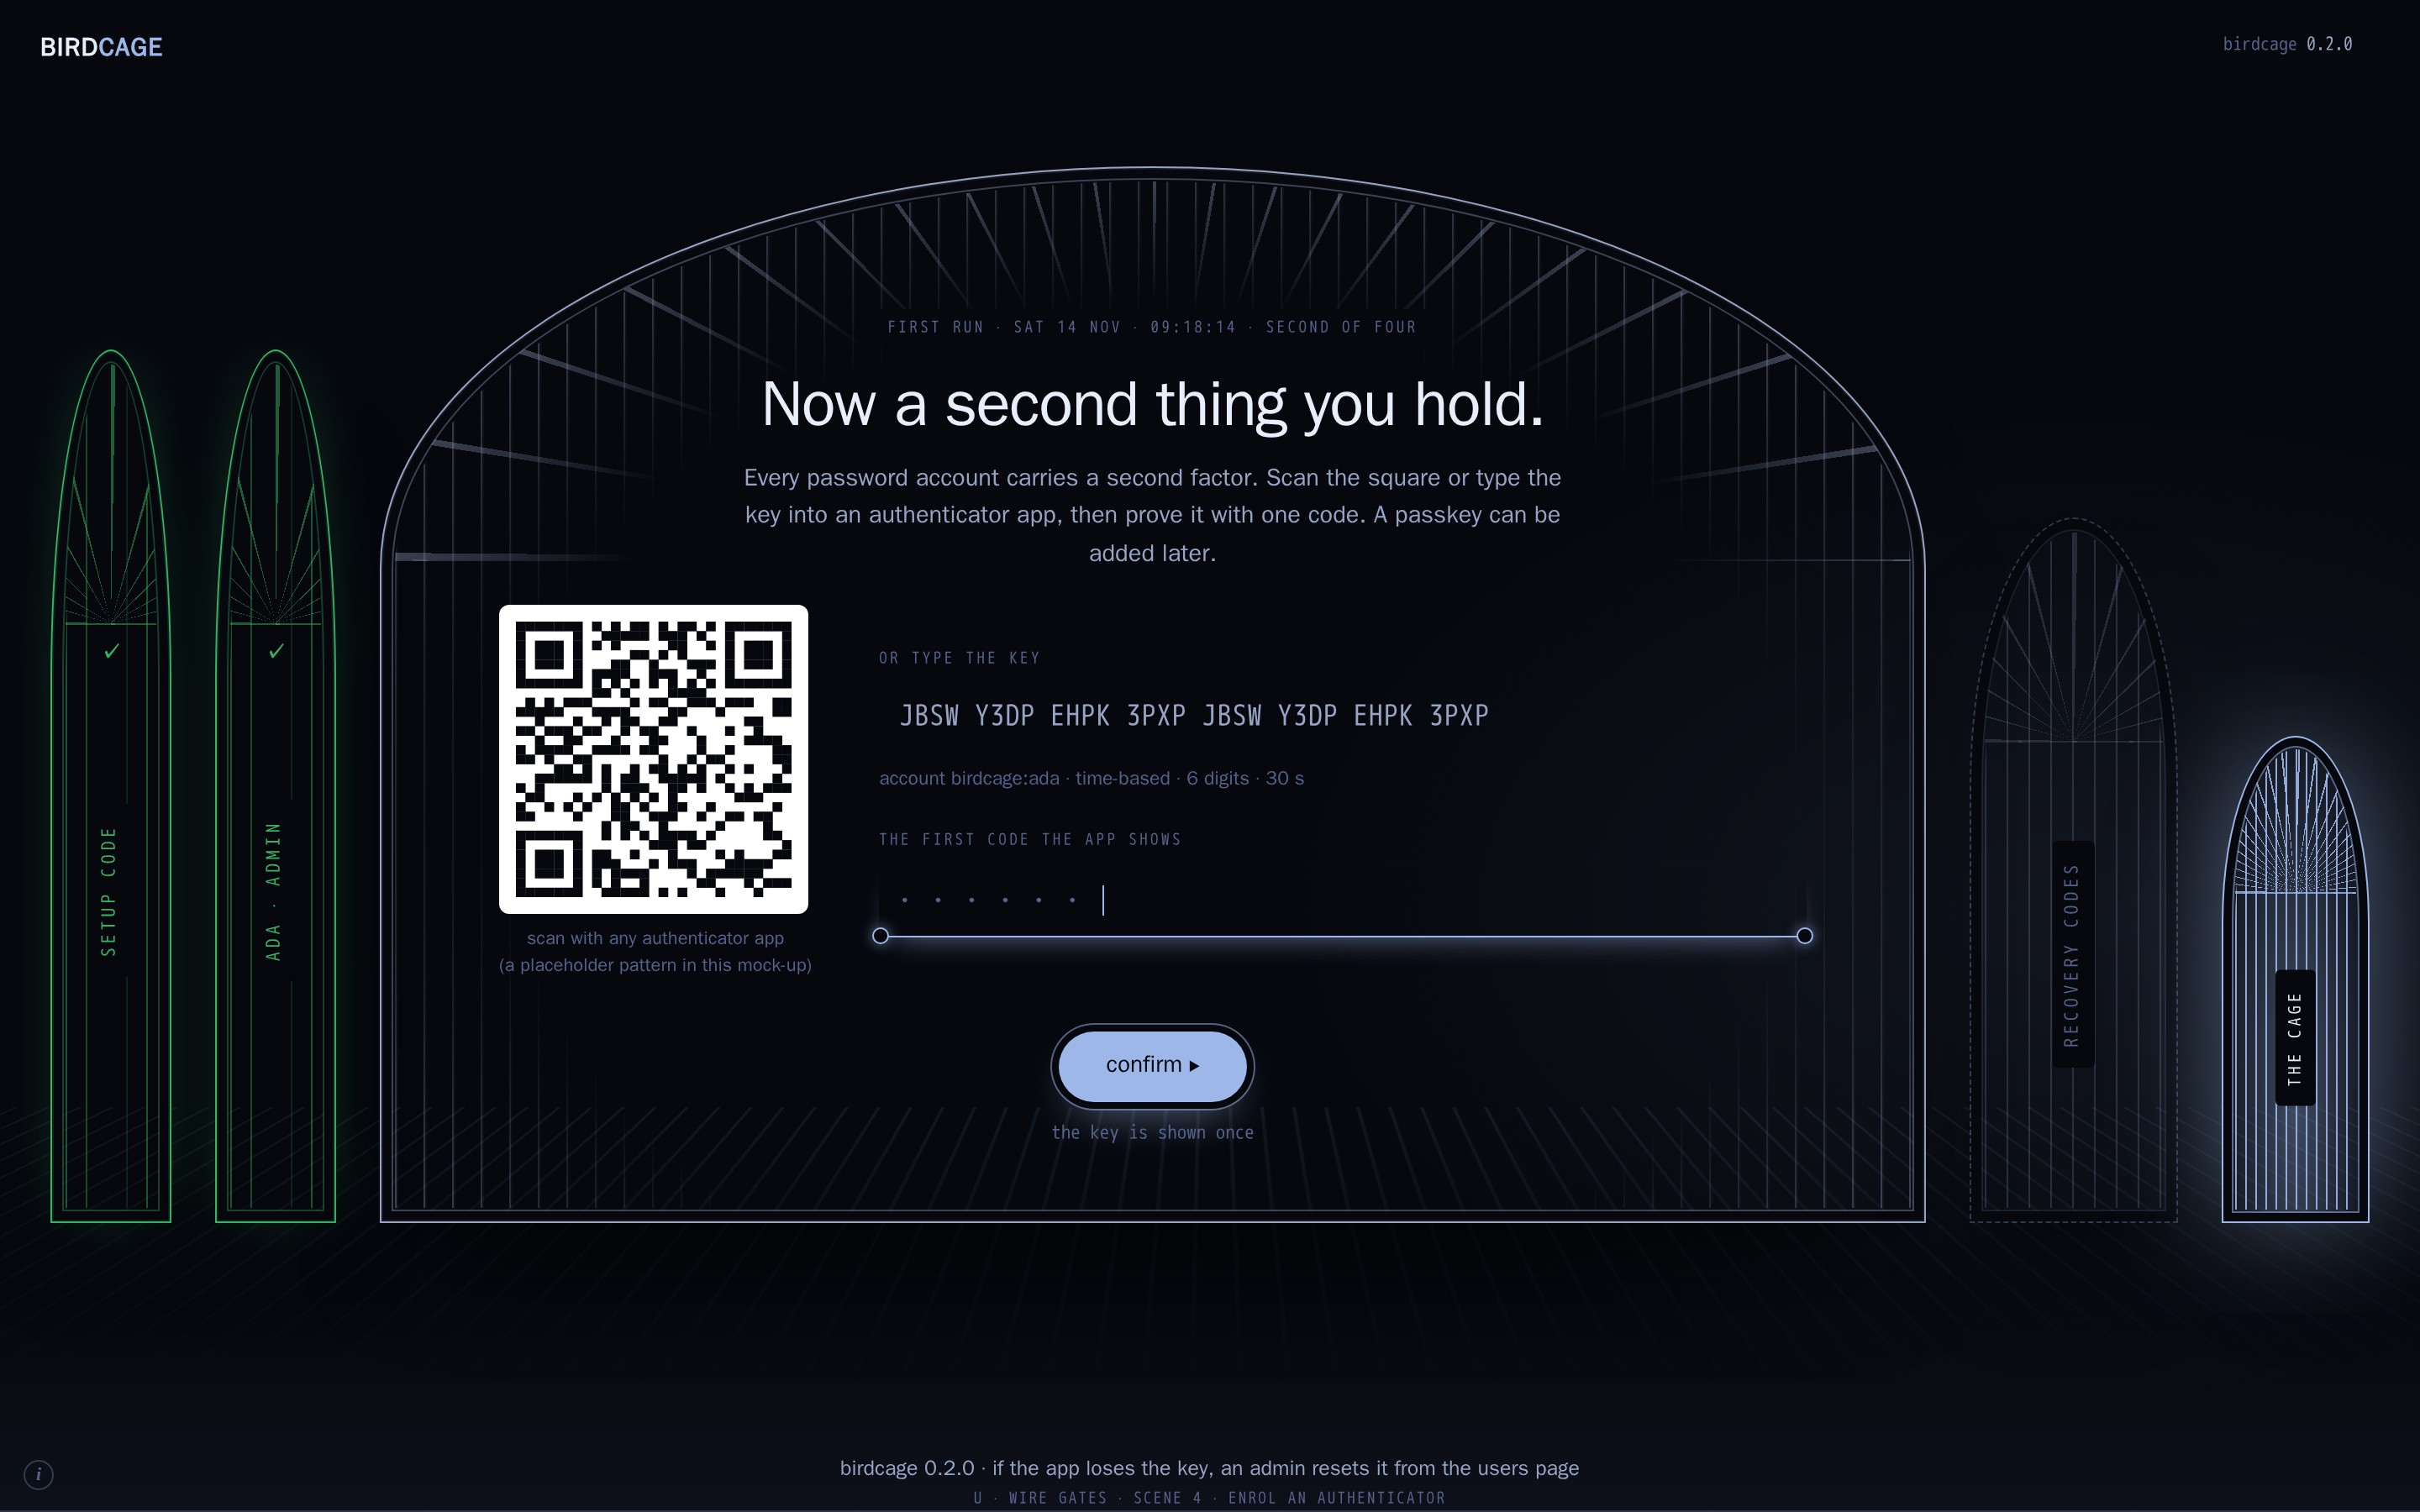 BIRDCAGE
birdcage 0.2.0
FIRST RUN · SAT 14 NOV · 09:18:14 · SECOND OF FOUR
Now a second thing you hold.
Every password account carries a second factor. Scan the square or type the
key into an authenticator app, then prove it with one code. A passkey can be
added later.
✓
SETUP CODE
✓
ADA · ADMIN
OR TYPE THE KEY
JBSW Y3DP EHPK 3PXP JBSW Y3DP EHPK 3PXP
account birdcage:ada · time-based · 6 digits · 30 s
THE FIRST CODE THE APP SHOWS
· · · · · ·
scan with any authenticator app
(a placeholder pattern in this mock-up)
confirm ▸
the key is shown once
RECOVERY CODES
THE CAGE
i
birdcage 0.2.0 · if the app loses the key, an admin resets it from the users page
U · WIRE GATES · SCENE 4 · ENROL AN AUTHENTICATOR